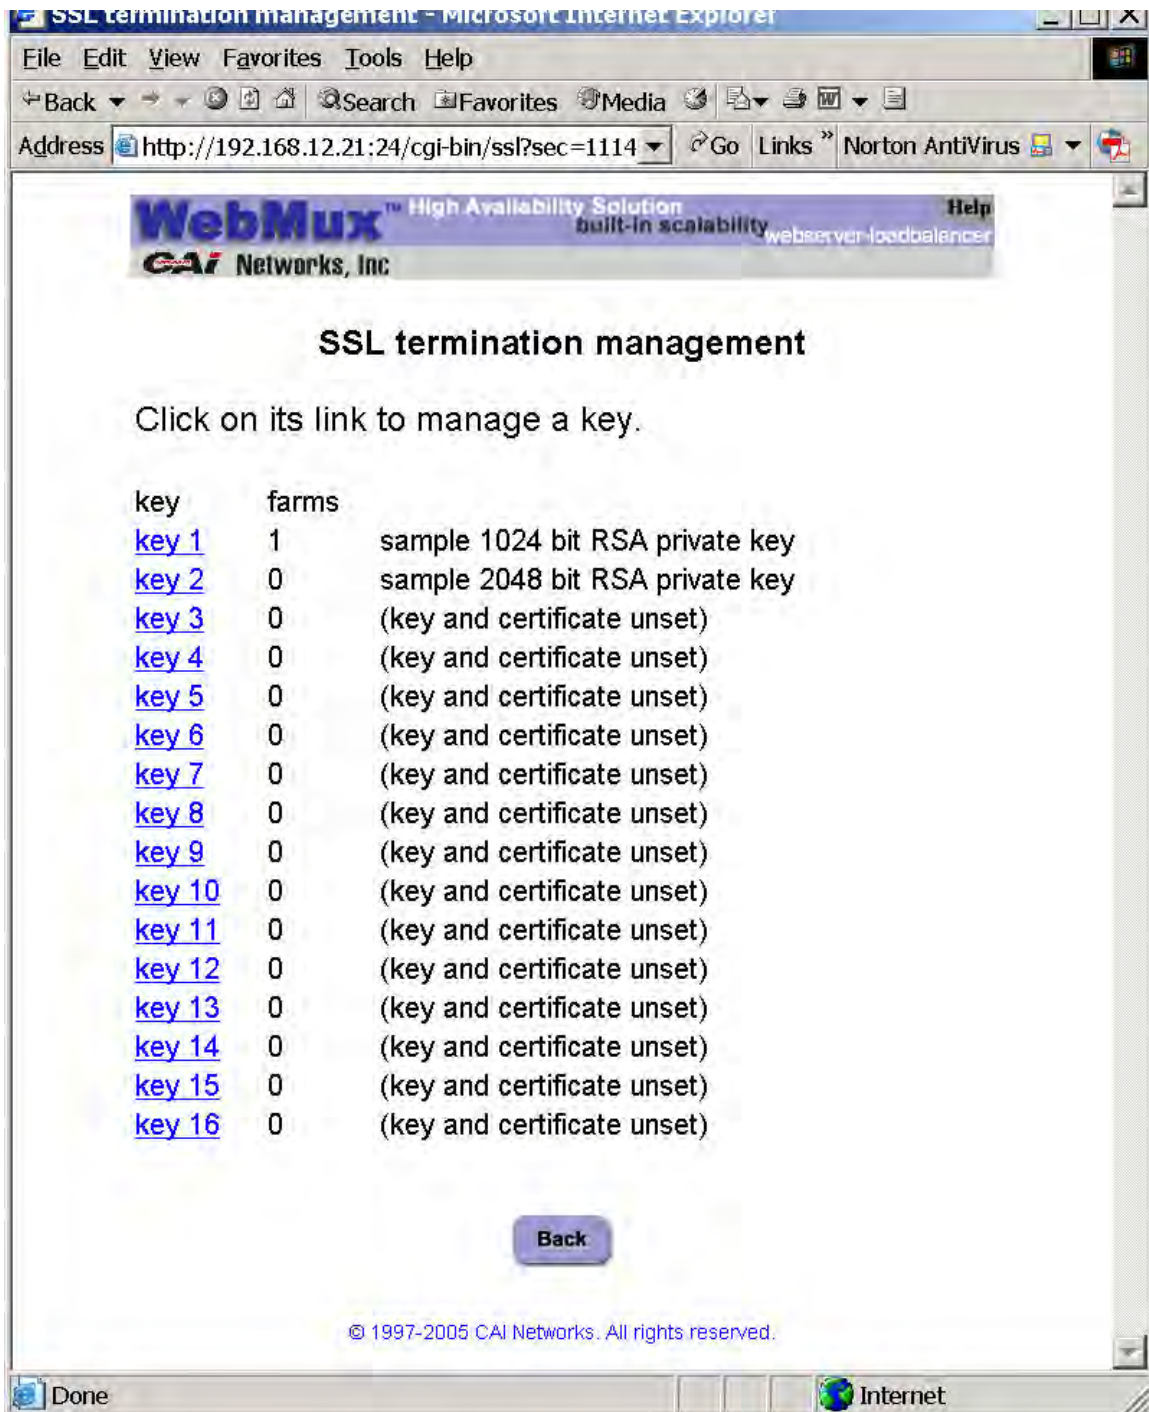 SSL termination management - Microsoft Internet Explorer
File Edit View Favorites Tools Help
Back Search Favorites Media
Address http://192.168.12.21:24/cgi-bin/ssl?sec=1114 Go Links » Norton AntiVirus
WebMux™ High Availability Solution Help
built-in scalability webserver-loadbalancer
CAI Networks, Inc
SSL termination management
Click on its link to manage a key.
key farms
key 1 1 sample 1024 bit RSA private key
key 2 0 sample 2048 bit RSA private key
key 3 0 (key and certificate unset)
key 4 0 (key and certificate unset)
key 5 0 (key and certificate unset)
key 6 0 (key and certificate unset)
key 7 0 (key and certificate unset)
key 8 0 (key and certificate unset)
key 9 0 (key and certificate unset)
key 10 0 (key and certificate unset)
key 11 0 (key and certificate unset)
key 12 0 (key and certificate unset)
key 13 0 (key and certificate unset)
key 14 0 (key and certificate unset)
key 15 0 (key and certificate unset)
key 16 0 (key and certificate unset)
Back
© 1997-2005 CAI Networks. All rights reserved.
Done Internet